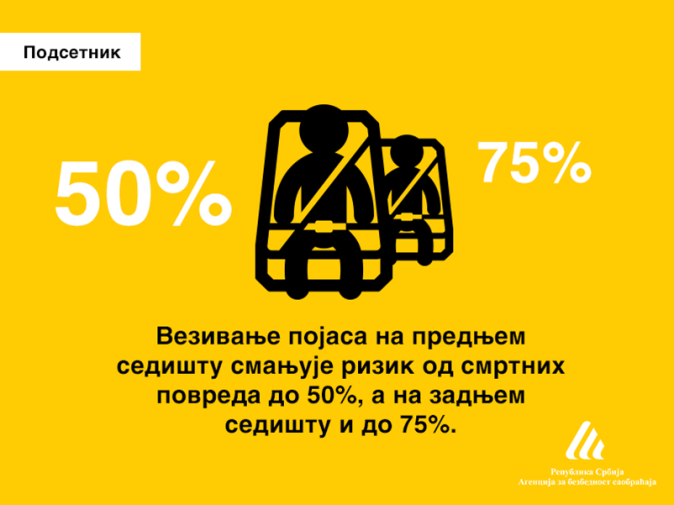 Подсетник
50%
75%
Везивање појаса на предњем
седишту смањује ризик од смртних
повреда до 50%, а на задњем
седишту и до 75%.
Република Србија
Агенција за безбедност саобраћаја